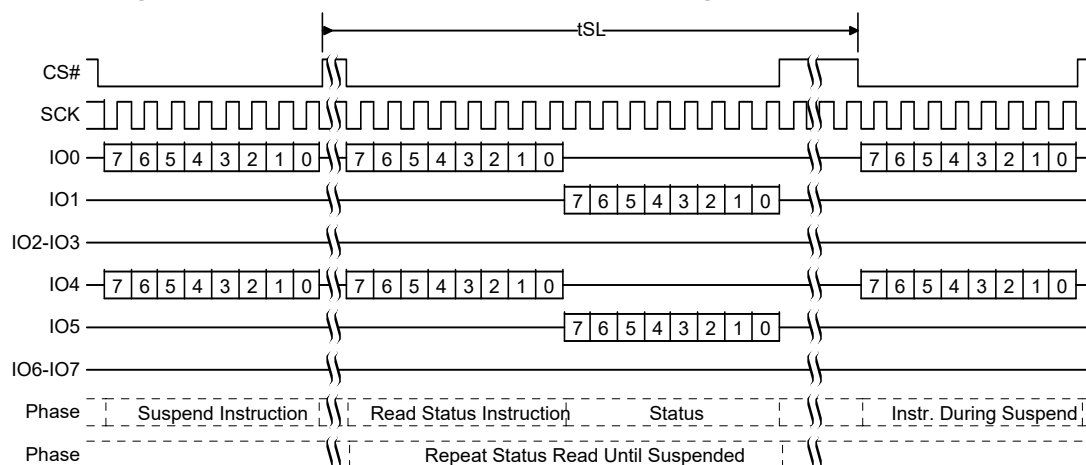 tSL
CS#
SCK
IO0 7 6 5 4 3 2 1 0 7 6 5 4 3 2 1 0 7 6 5 4 3 2 1 0
IO1 7 6 5 4 3 2 1 0
IO2-IO3
IO4 7 6 5 4 3 2 1 0 7 6 5 4 3 2 1 0 7 6 5 4 3 2 1 0
IO5 7 6 5 4 3 2 1 0
IO6-IO7
Phase Suspend Instruction Read Status Instruction Status Instr. During Suspend
Phase Repeat Status Read Until Suspended